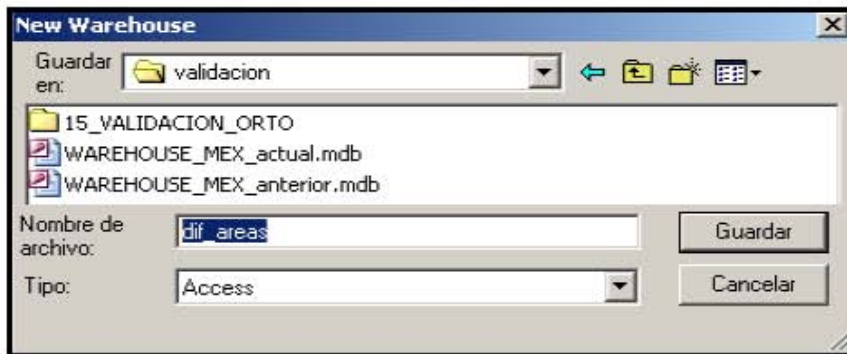 New Warehouse
Guardar en:
validacion
15_VALIDACION_ORTO
WAREHOUSE_MEX_actual.mdb
WAREHOUSE_MEX_anterior.mdb
Nombre de archivo:
dif_areas
Guardar
Tipo:
Access
Cancelar